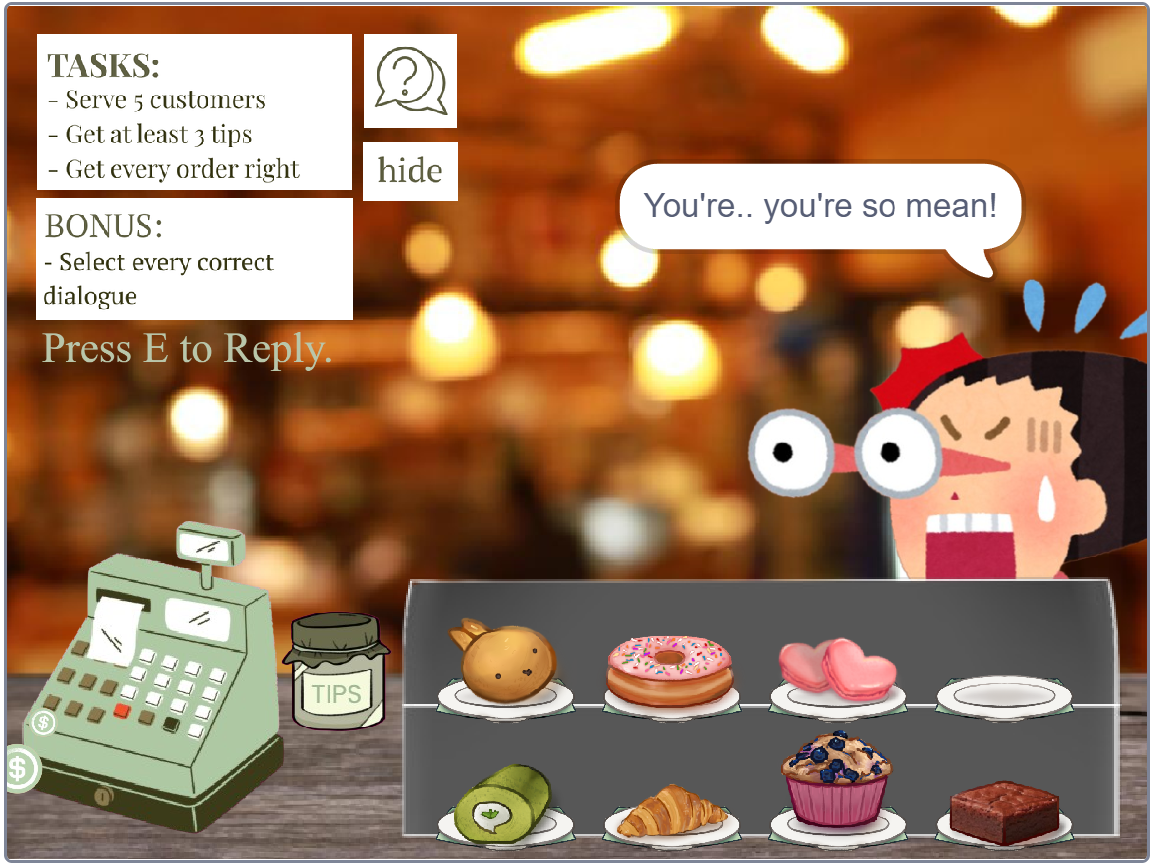 TASKS:
- Serve 5 customers
- Get at least 3 tips
- Get every order right
?
hide
BONUS:
- Select every correct
dialogue
Press E to Reply.
You're.. you're so mean!
TIPS
$
$